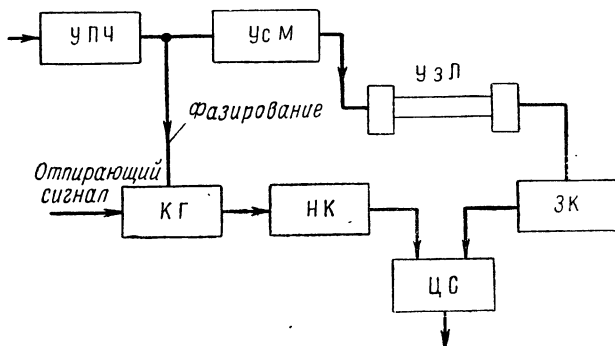 УПЧ
УсМ
УзЛ
Фазирование
Отпирающий
сигнал
КГ
НК
ЗК
ЦС